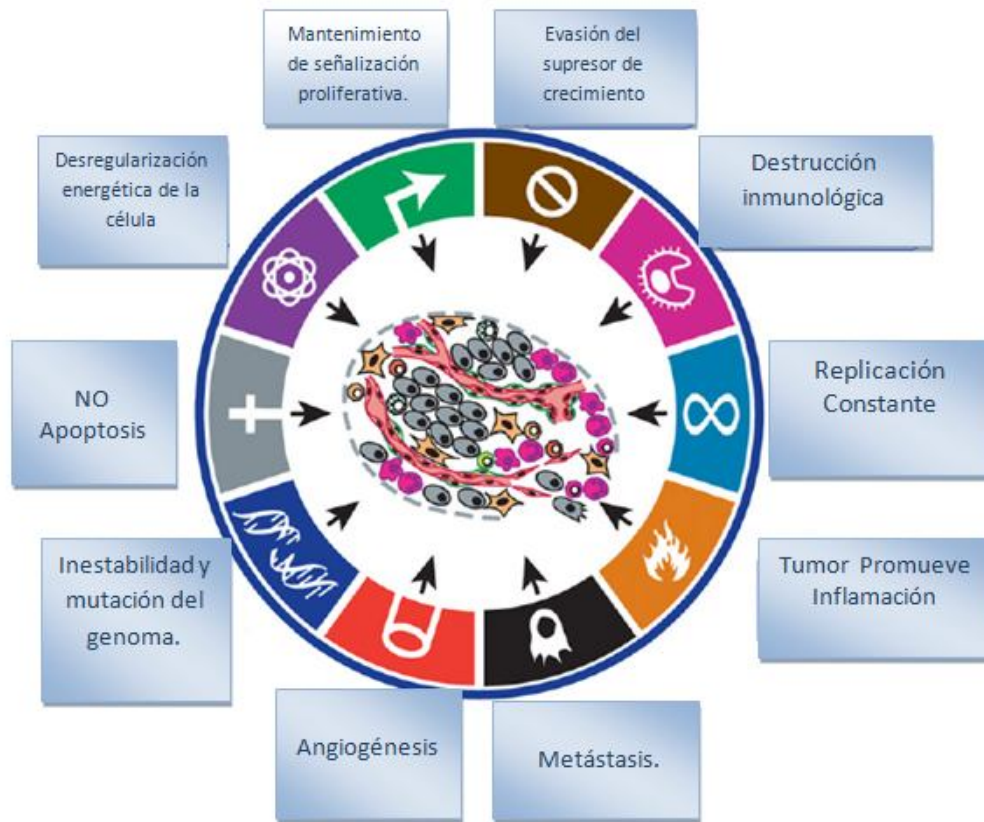 Mantenimiento
de señalización
proliferativa.
Evasión del
supresor de
crecimiento
Desregularización
energética de la
célula
Destrucción
inmunológica
NO
Apoptosis
Replicación
Constante
Inestabilidad y
mutación del
genoma.
Tumor Promueve
Inflamación
Angiogénesis
Metástasis.